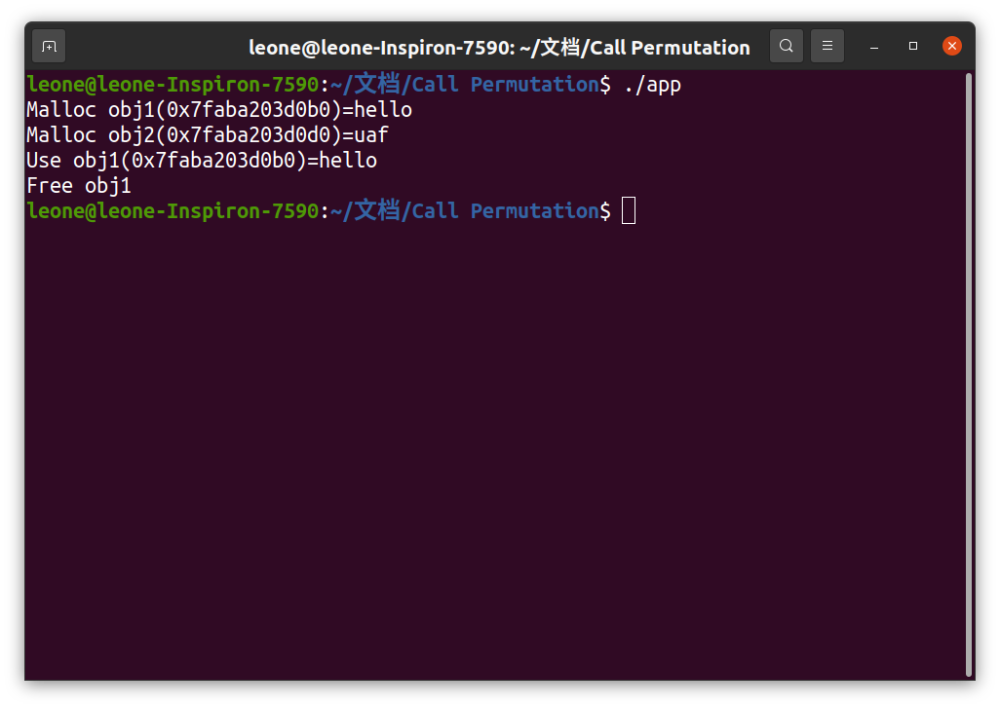 leone@leone-Inspiron-7590: ~/文档/Call Permutation
leone@leone-Inspiron-7590:~/文档/Call Permutation$ ./app
Malloc obj1(0x7faba203d0b0)=hello
Malloc obj2(0x7faba203d0d0)=uaf
Use obj1(0x7faba203d0b0)=hello
Free obj1
leone@leone-Inspiron-7590:~/文档/Call Permutation$